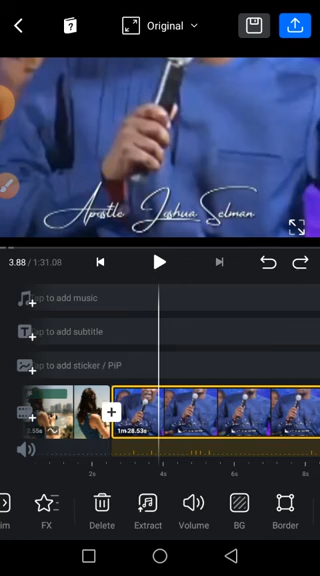 Original
Apostle Joshua Selman
3.88 / 1:31.08
Tap to add music
Tap to add subtitle
Tap to add sticker / PiP
3.55s
1m28.53s
2s 4s 6s 8s
im FX Delete Extract Volume BG Border